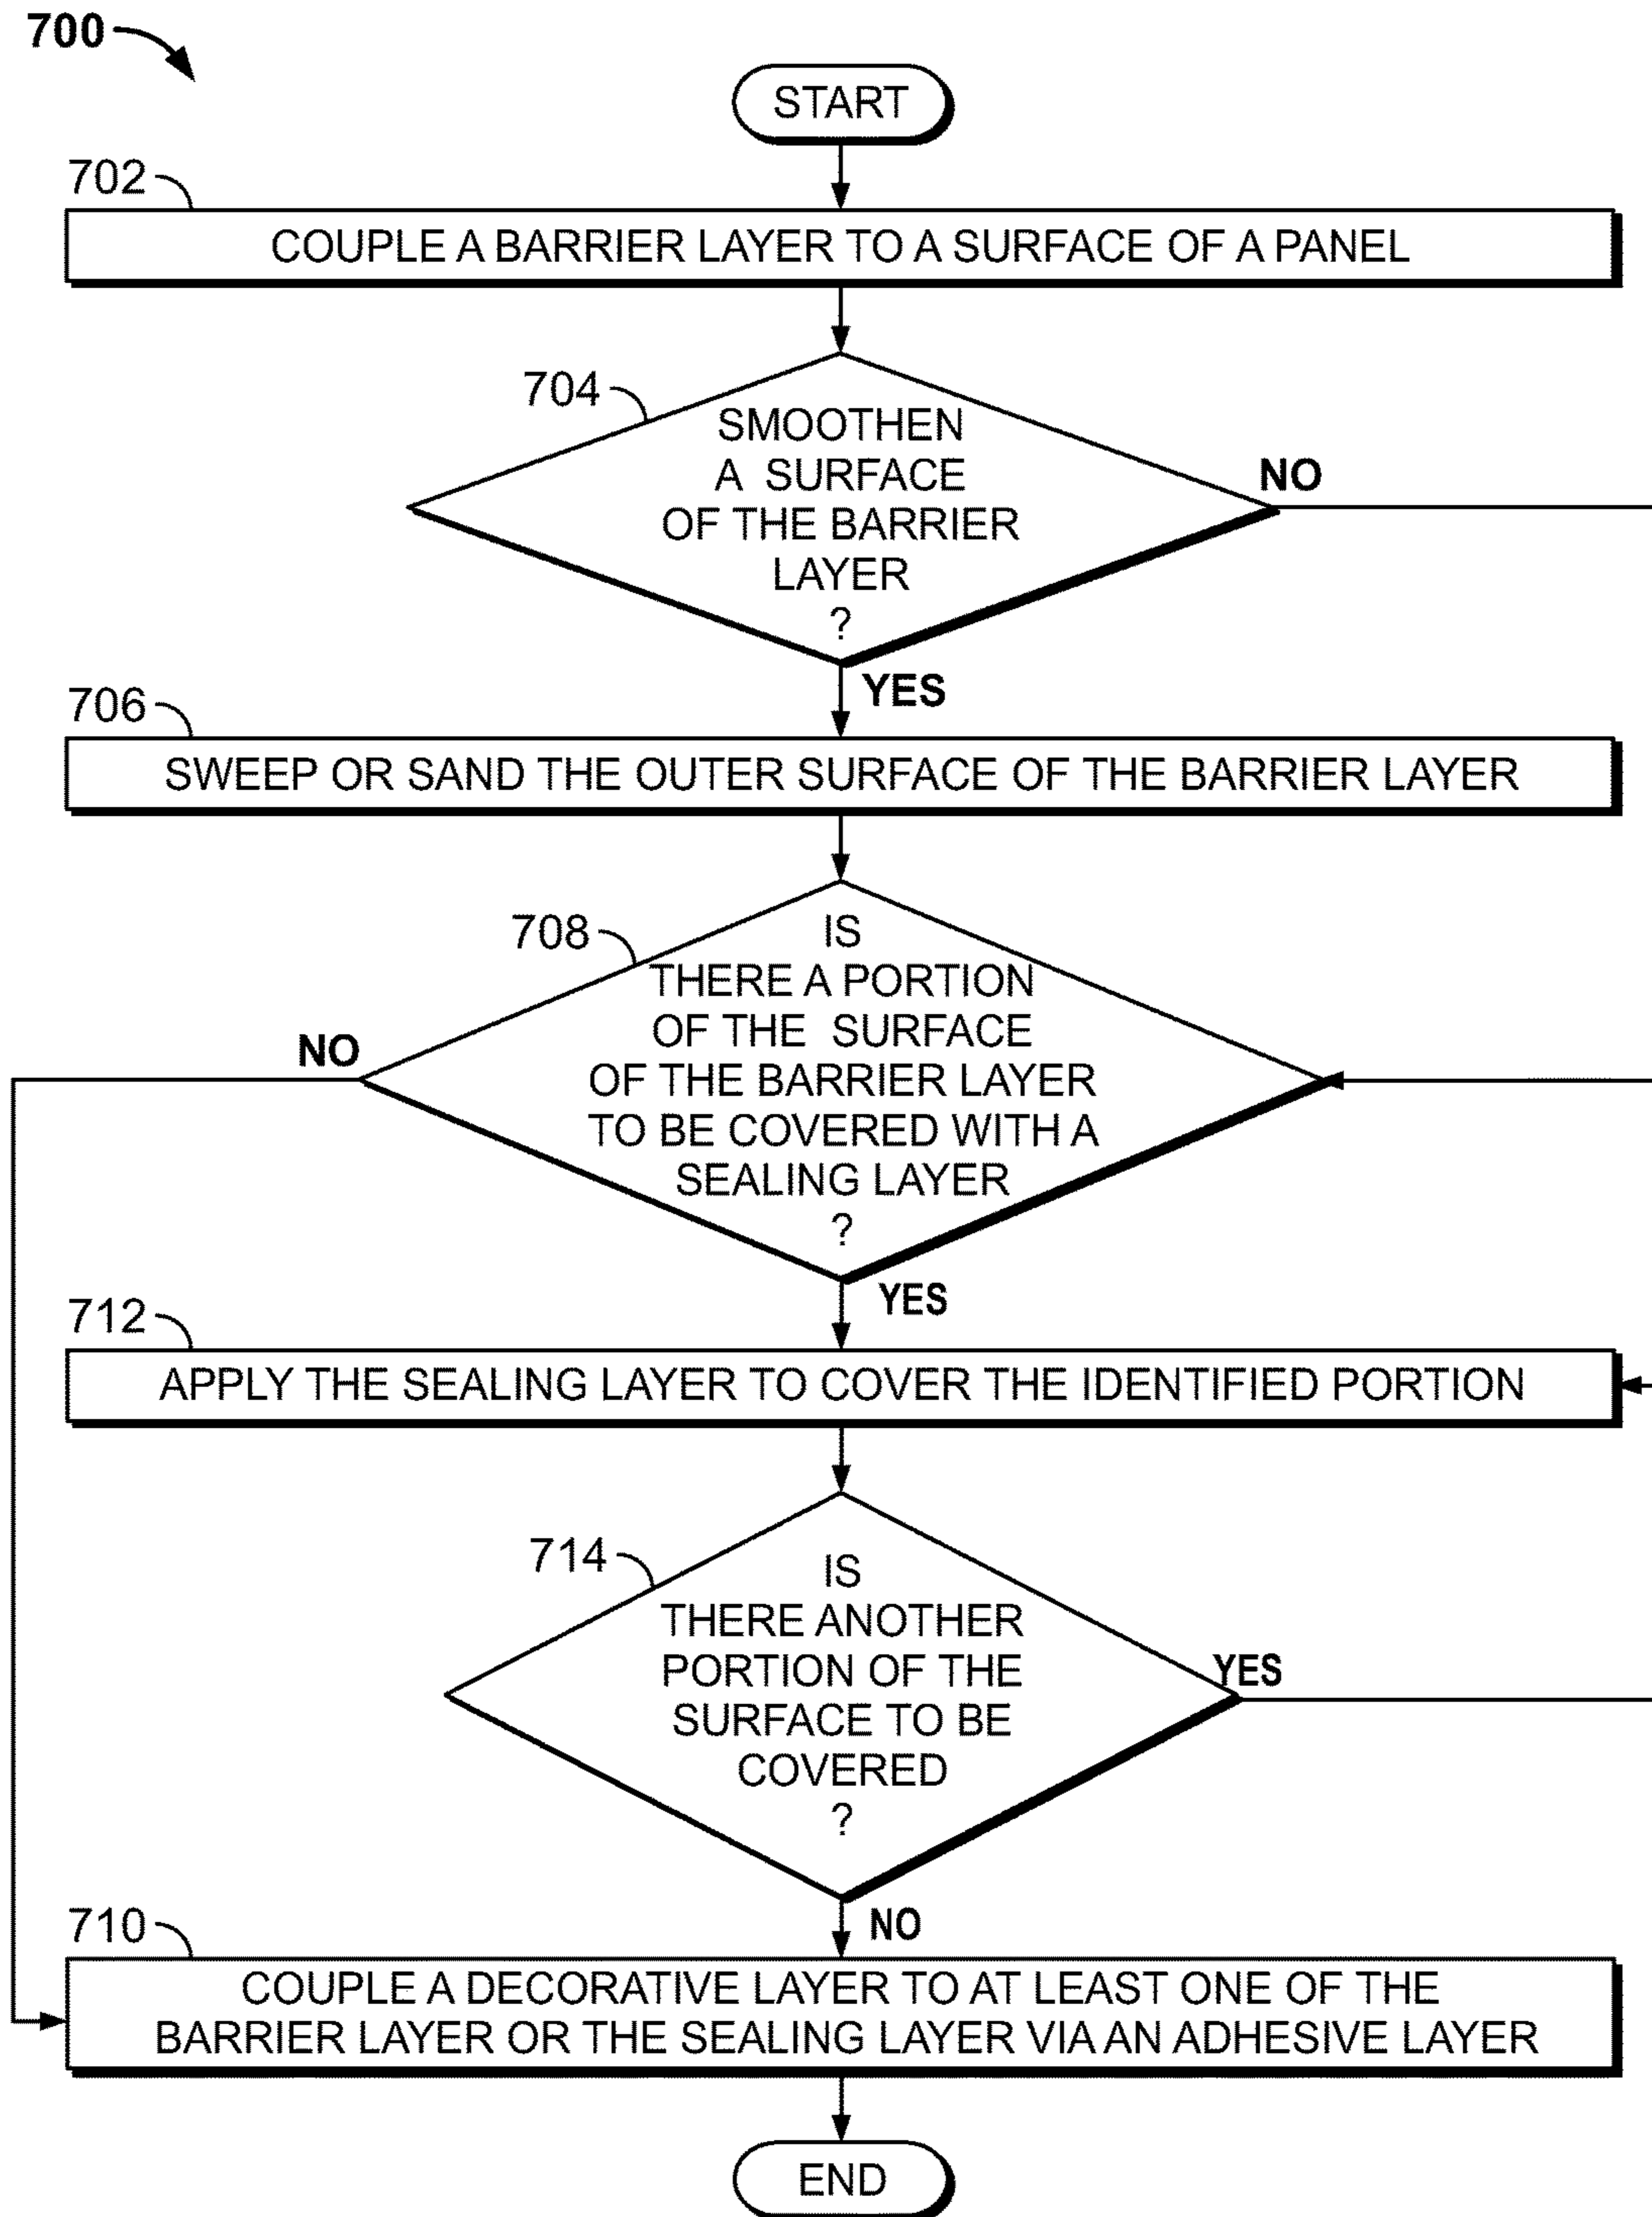 700
START
702
COUPLE A BARRIER LAYER TO A SURFACE OF A PANEL
704
SMOOTHEN
A SURFACE
OF THE BARRIER
LAYER
?
NO
YES
706
SWEEP OR SAND THE OUTER SURFACE OF THE BARRIER LAYER
708
IS
THERE A PORTION
OF THE SURFACE
OF THE BARRIER LAYER
TO BE COVERED WITH A
SEALING LAYER
?
NO
YES
712
APPLY THE SEALING LAYER TO COVER THE IDENTIFIED PORTION
714
IS
THERE ANOTHER
PORTION OF THE
SURFACE TO BE
COVERED
?
YES
NO
710
COUPLE A DECORATIVE LAYER TO AT LEAST ONE OF THE
BARRIER LAYER OR THE SEALING LAYER VIA AN ADHESIVE LAYER
END